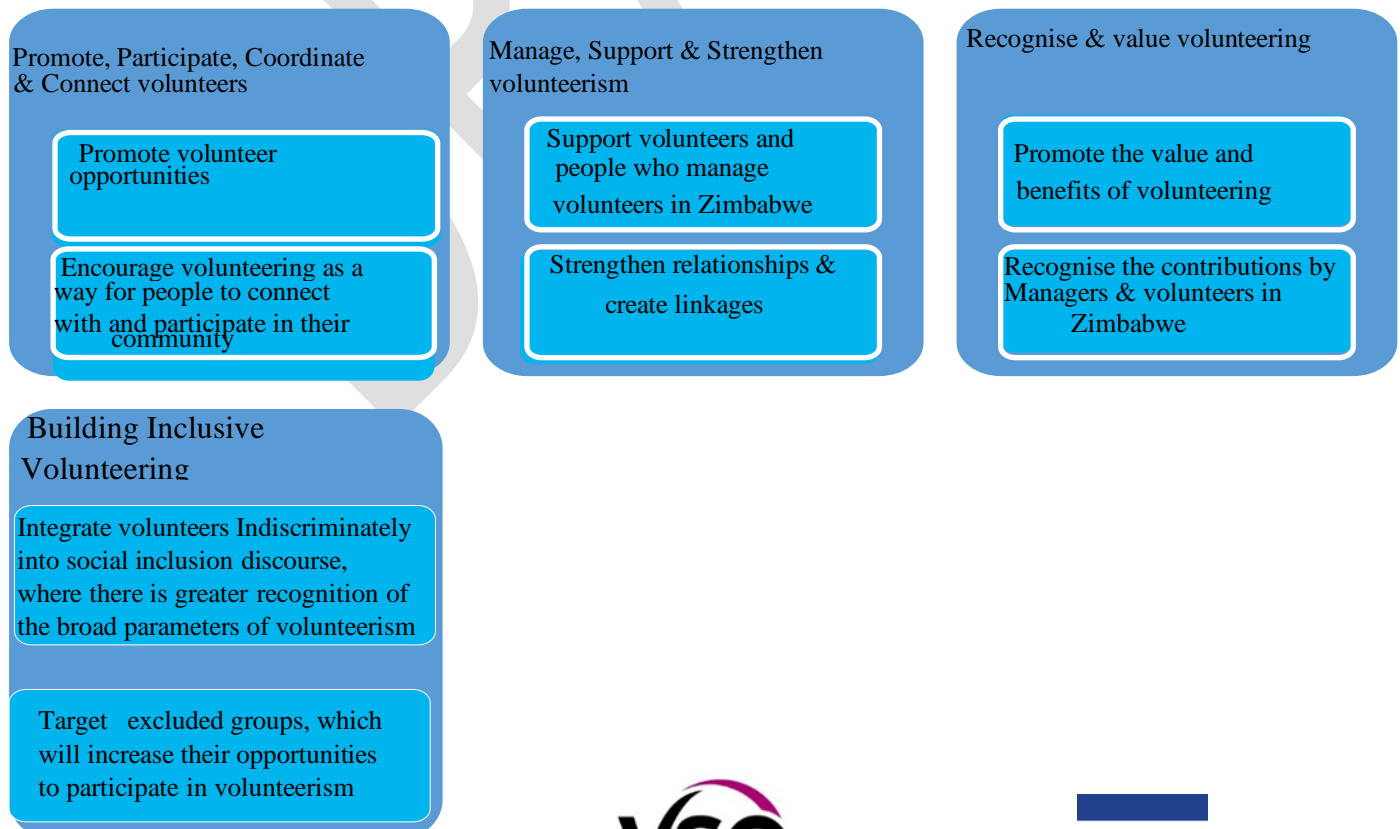 Promote, Participate, Coordinate
& Connect volunteers
Promote volunteer
opportunities
Encourage volunteering as a
way for people to connect
with and participate in their
community
Manage, Support & Strengthen
volunteerism
Support volunteers and
people who manage
volunteers in Zimbabwe
Strengthen relationships &
create linkages
Recognise & value volunteering
Promote the value and
benefits of volunteering
Recognise the contributions by
Managers & volunteers in
Zimbabwe
Building Inclusive
Volunteering
Integrate volunteers Indiscriminately
into social inclusion discourse,
where there is greater recognition of
the broad parameters of volunteerism
Target excluded groups, which
will increase their opportunities
to participate in volunteerism